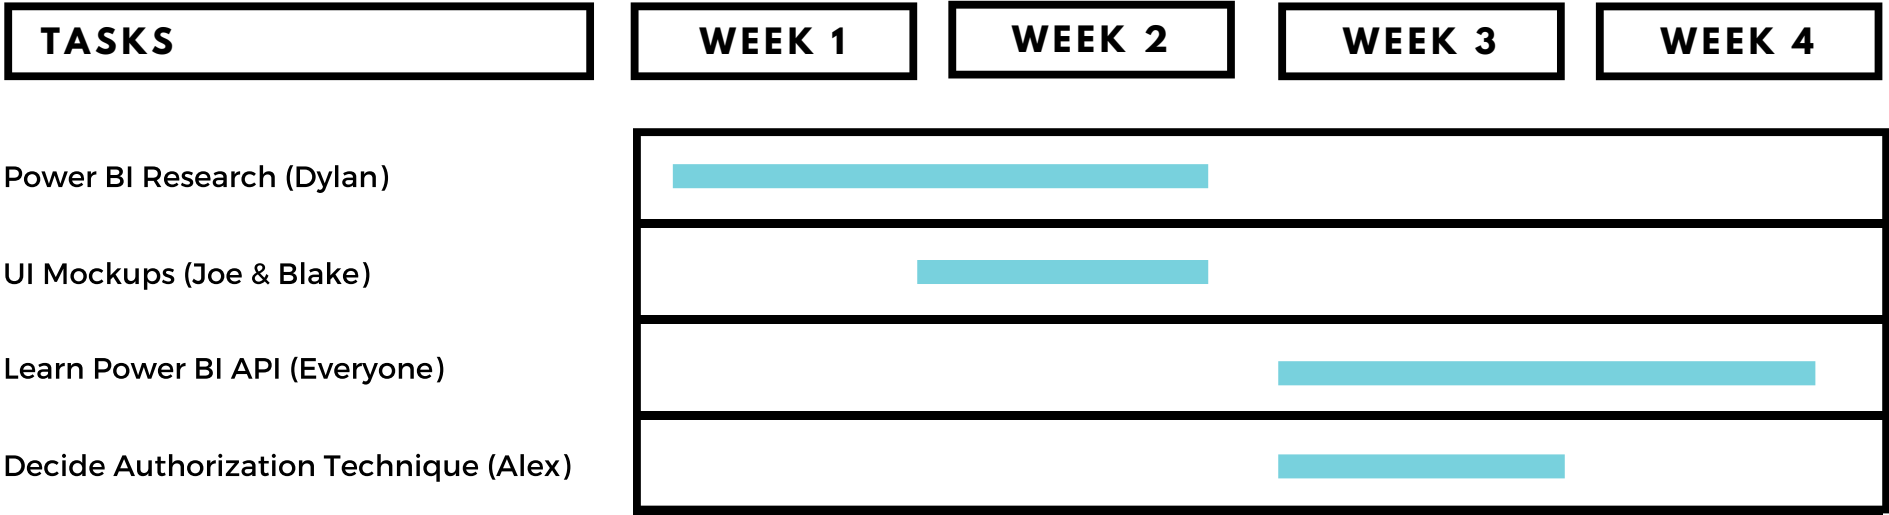 TASKS
WEEK 1
WEEK 2
WEEK 3
WEEK 4
Power BI Research (Dylan)
UI Mockups (Joe & Blake)
Learn Power BI API (Everyone)
Decide Authorization Technique (Alex)